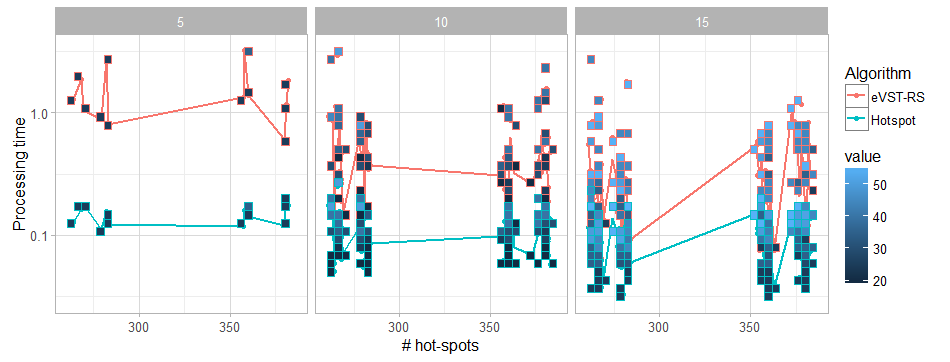 5 10 15
Processing time
1.0
0.1
300 350 300 350 300 350
# hot-spots
Algorithm
eVST-RS
Hotspot
value
50
40
30
20